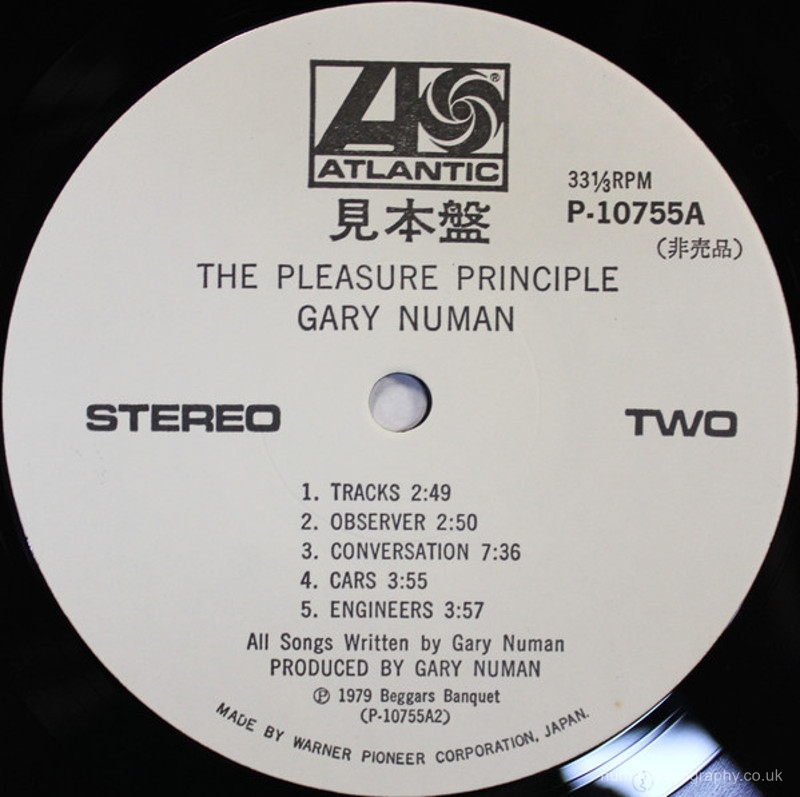 ATLANTIC
®
33⅓RPM
P-10755A
見本盤
(非売品)
THE PLEASURE PRINCIPLE
GARY NUMAN
STEREO
TWO
1. TRACKS 2:49
2. OBSERVER 2:50
3. CONVERSATION 7:36
4. CARS 3:55
5. ENGINEERS 3:57
All Songs Written by Gary Numan
PRODUCED BY GARY NUMAN
℗ 1979 Beggars Banquet
(P-10755A2)
MADE BY WARNER PIONEER CORPORATION, JAPAN.